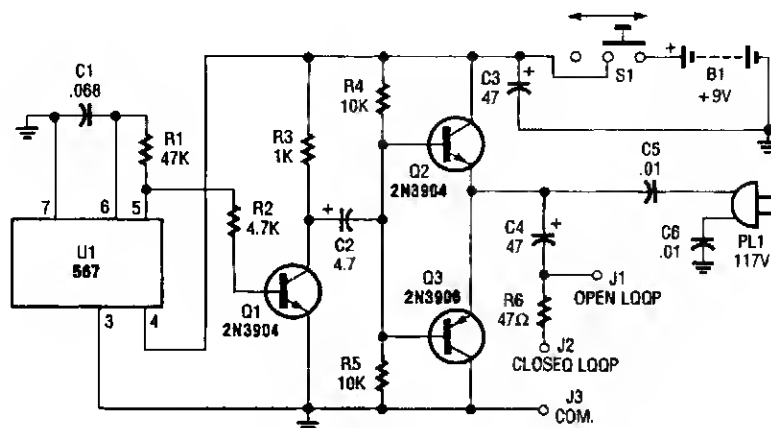 C1
.068
R1
47K
7
6
5
U1
567
3
4
R2
4.7K
R3
1K
Q1
2N3904
+
C2
4.7
R4
10K
R5
10K
Q2
2N3904
Q3
2N3906
C3
47
+
S1
+
B1
+9V
C5
.01
C4
47
+
C6
.01
PL1
117V
R6
47Ω
J1
OPEN LOOP
J2
CLOSEQ LOOP
J3
COM.